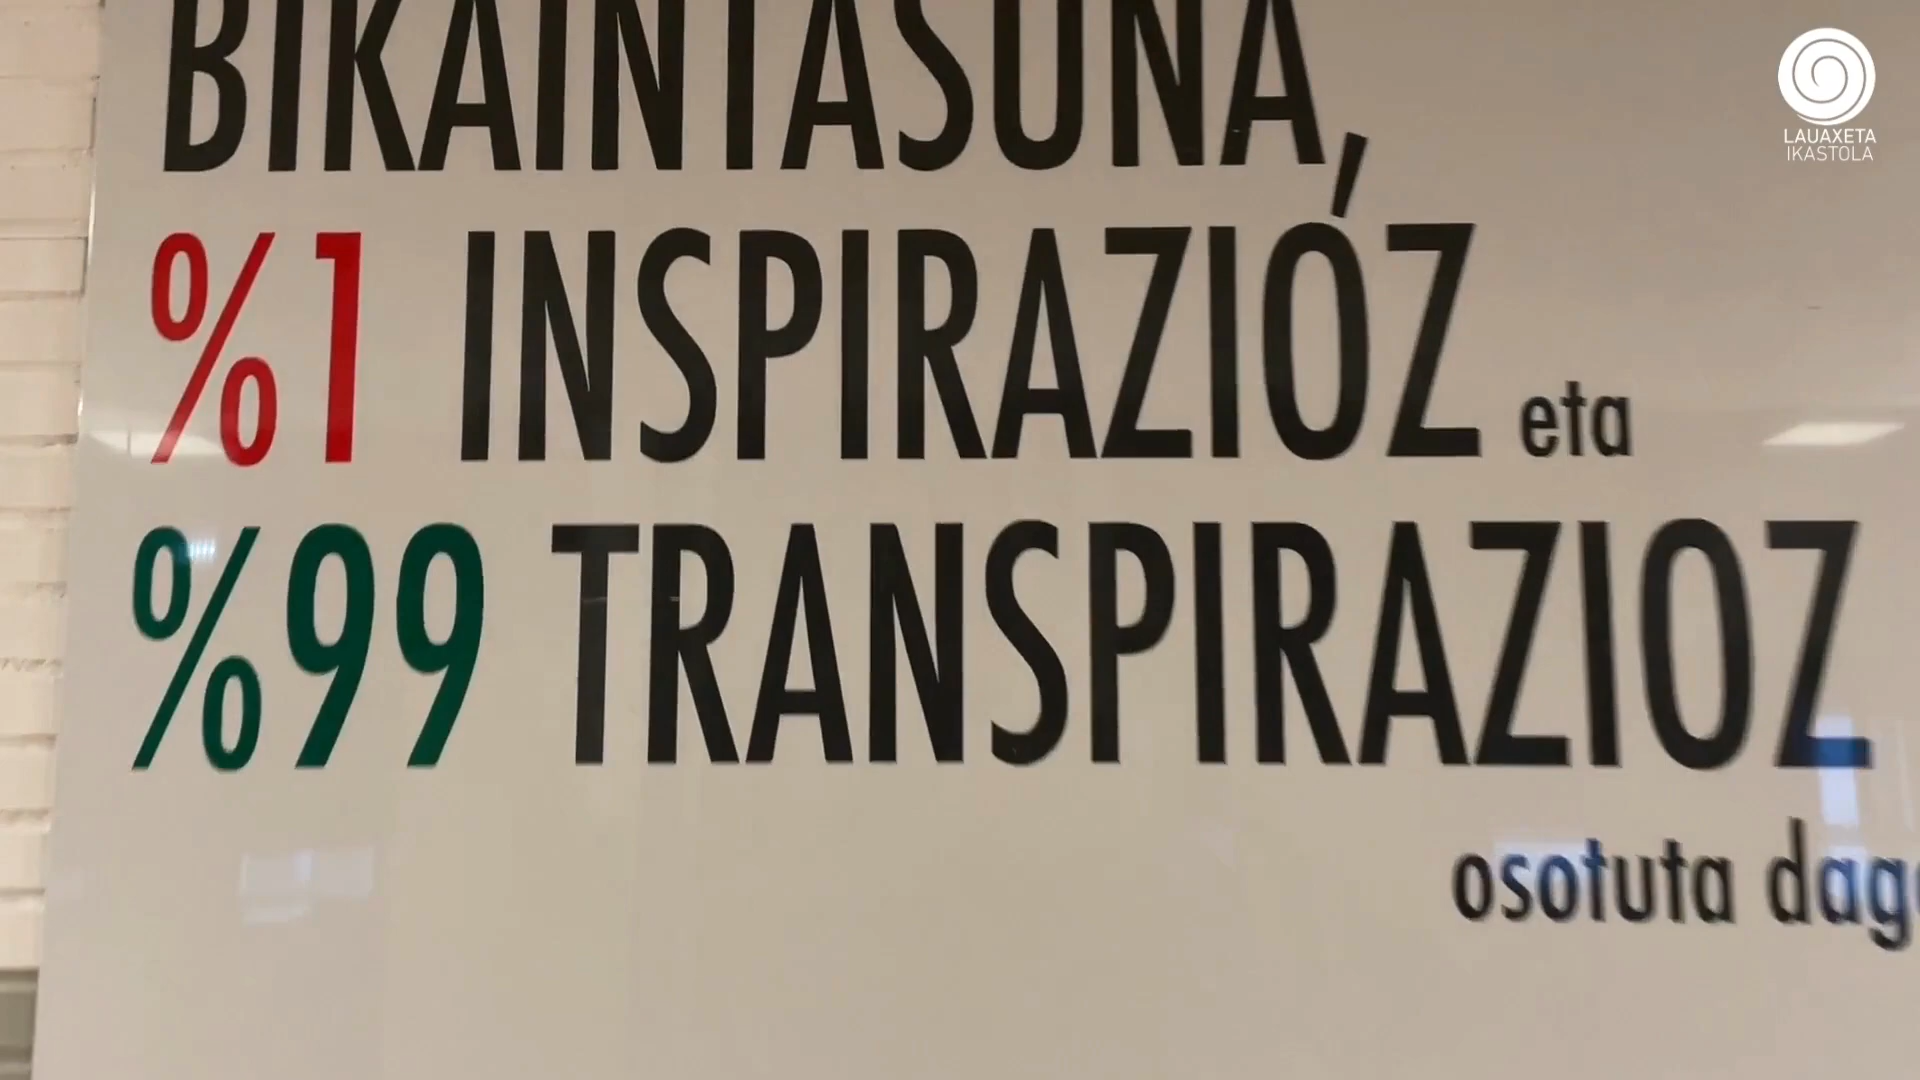 BIKAINTASUNA,
%1 INSPIRAZIOZ eta
%99 TRANSPIRAZIOZ
osotuta
LAUAXETA
IKASTOLA